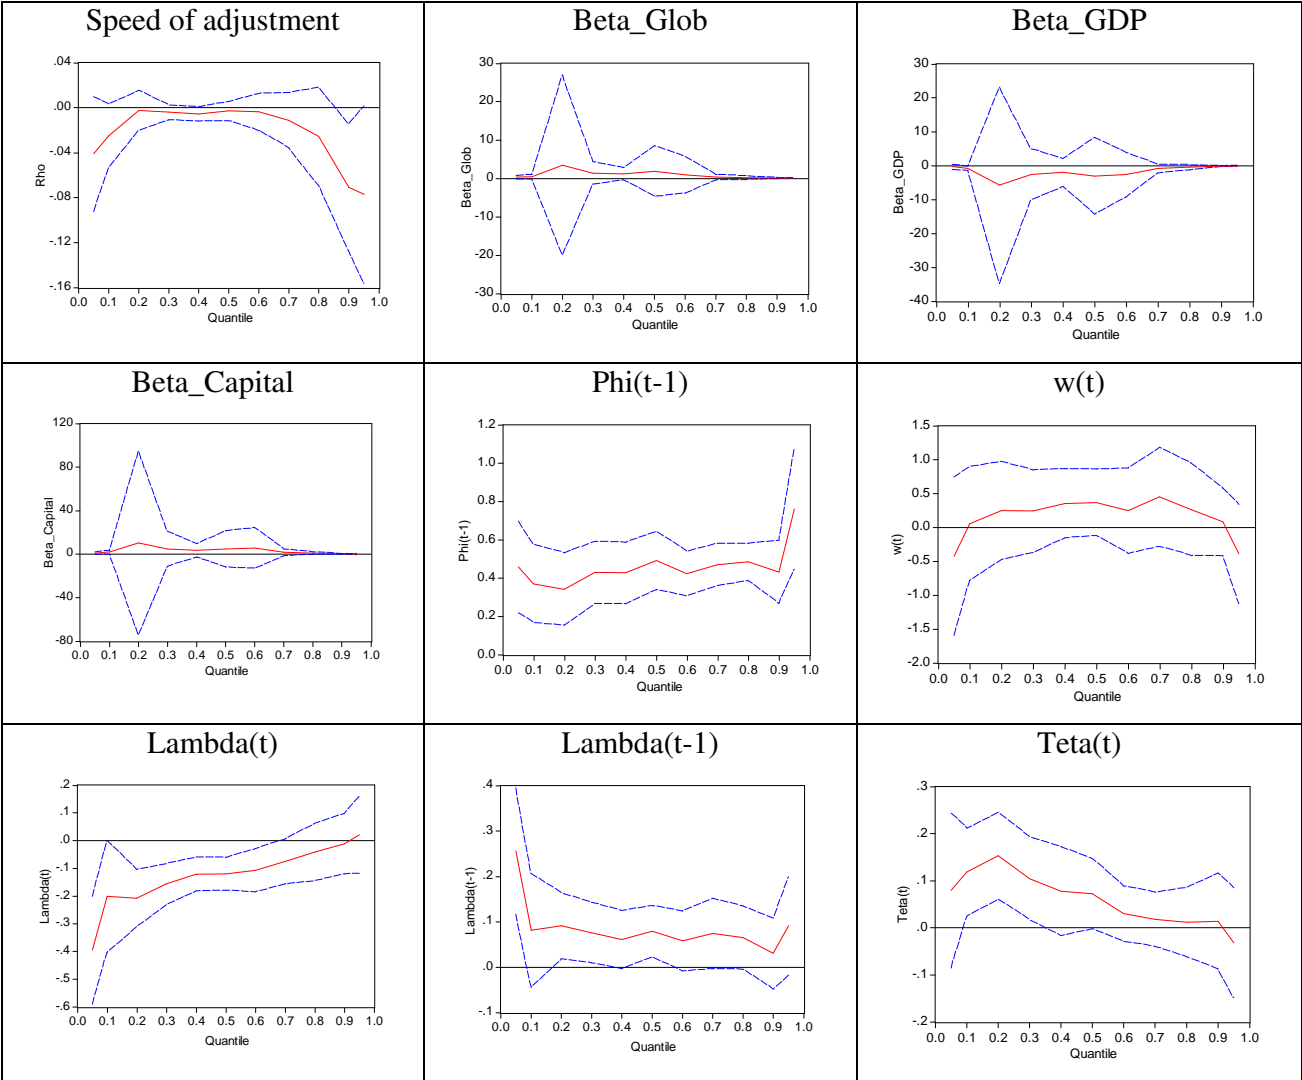 Speed of adjustment
.04
.00
-.04
-.08
-.12
-.16
Rho
0.0 0.1 0.2 0.3 0.4 0.5 0.6 0.7 0.8 0.9 1.0
Quantile
Beta_Glob
30
20
10
0
-10
-20
-30
Beta_Glob
0.0 0.1 0.2 0.3 0.4 0.5 0.6 0.7 0.8 0.9 1.0
Quantile
Beta_GDP
30
20
10
0
-10
-20
-30
-40
Beta_GDP
0.0 0.1 0.2 0.3 0.4 0.5 0.6 0.7 0.8 0.9 1.0
Quantile
Beta_Capital
120
80
40
0
-40
-80
Beta_Capital
0.0 0.1 0.2 0.3 0.4 0.5 0.6 0.7 0.8 0.9 1.0
Quantile
Phi(t-1)
1.2
1.0
0.8
0.6
0.4
0.2
0.0
Phi(t-1)
0.0 0.1 0.2 0.3 0.4 0.5 0.6 0.7 0.8 0.9 1.0
Quantile
w(t)
1.5
1.0
0.5
0.0
-0.5
-1.0
-1.5
-2.0
w(t)
0.0 0.1 0.2 0.3 0.4 0.5 0.6 0.7 0.8 0.9 1.0
Quantile
Lambda(t)
.2
.1
.0
-.1
-.2
-.3
-.4
-.5
-.6
Lambda(t)
0.0 0.1 0.2 0.3 0.4 0.5 0.6 0.7 0.8 0.9 1.0
Quantile
Lambda(t-1)
.4
.3
.2
.1
.0
-.1
Lambda(t-1)
0.0 0.1 0.2 0.3 0.4 0.5 0.6 0.7 0.8 0.9 1.0
Quantile
Teta(t)
.3
.2
.1
.0
-.1
-.2
Teta(t)
0.0 0.1 0.2 0.3 0.4 0.5 0.6 0.7 0.8 0.9 1.0
Quantile